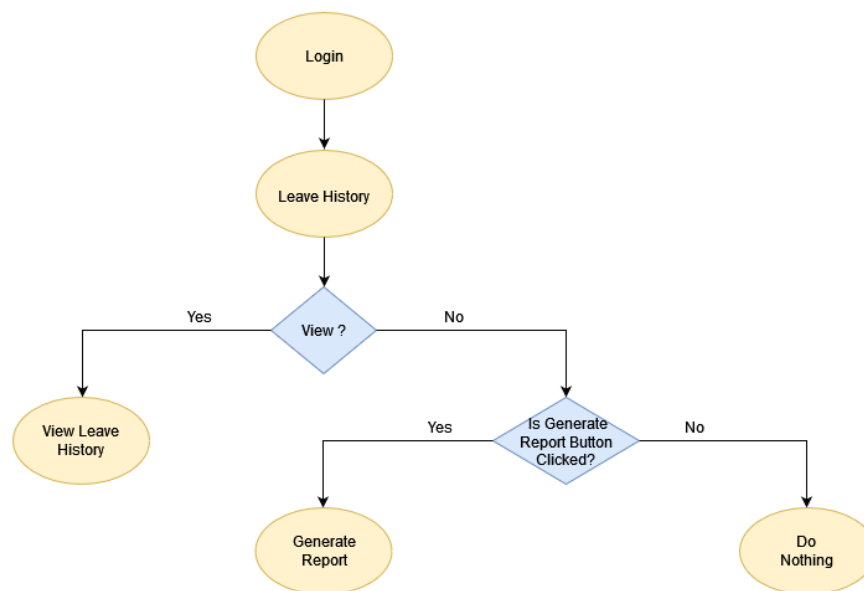 Login
Leave History
View ?
Yes
No
View Leave
History
Is Generate
Report Button
Clicked?
Yes
No
Generate
Report
Do
Nothing